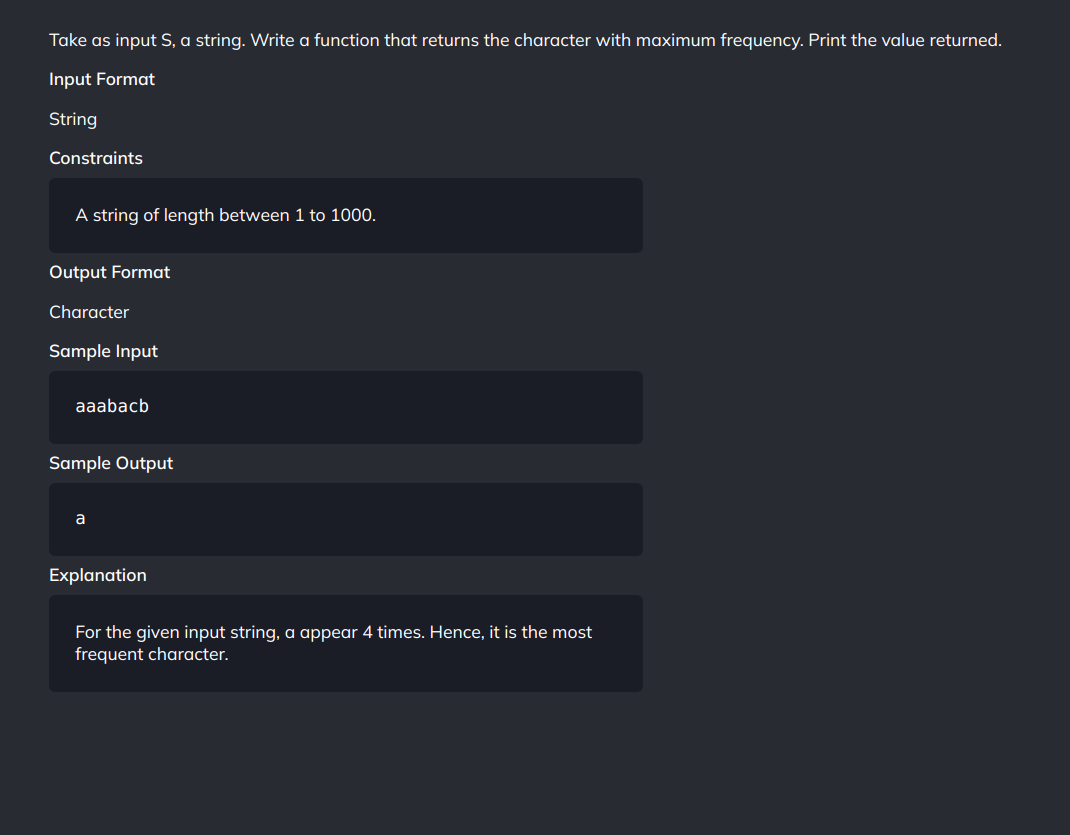 Take as input S, a string. Write a function that returns the character with maximum frequency. Print the value returned.
Input Format
String
Constraints
A string of length between 1 to 1000.
Output Format
Character
Sample Input
aaabacb
Sample Output
a
Explanation
For the given input string, a appear 4 times. Hence, it is the most
frequent character.